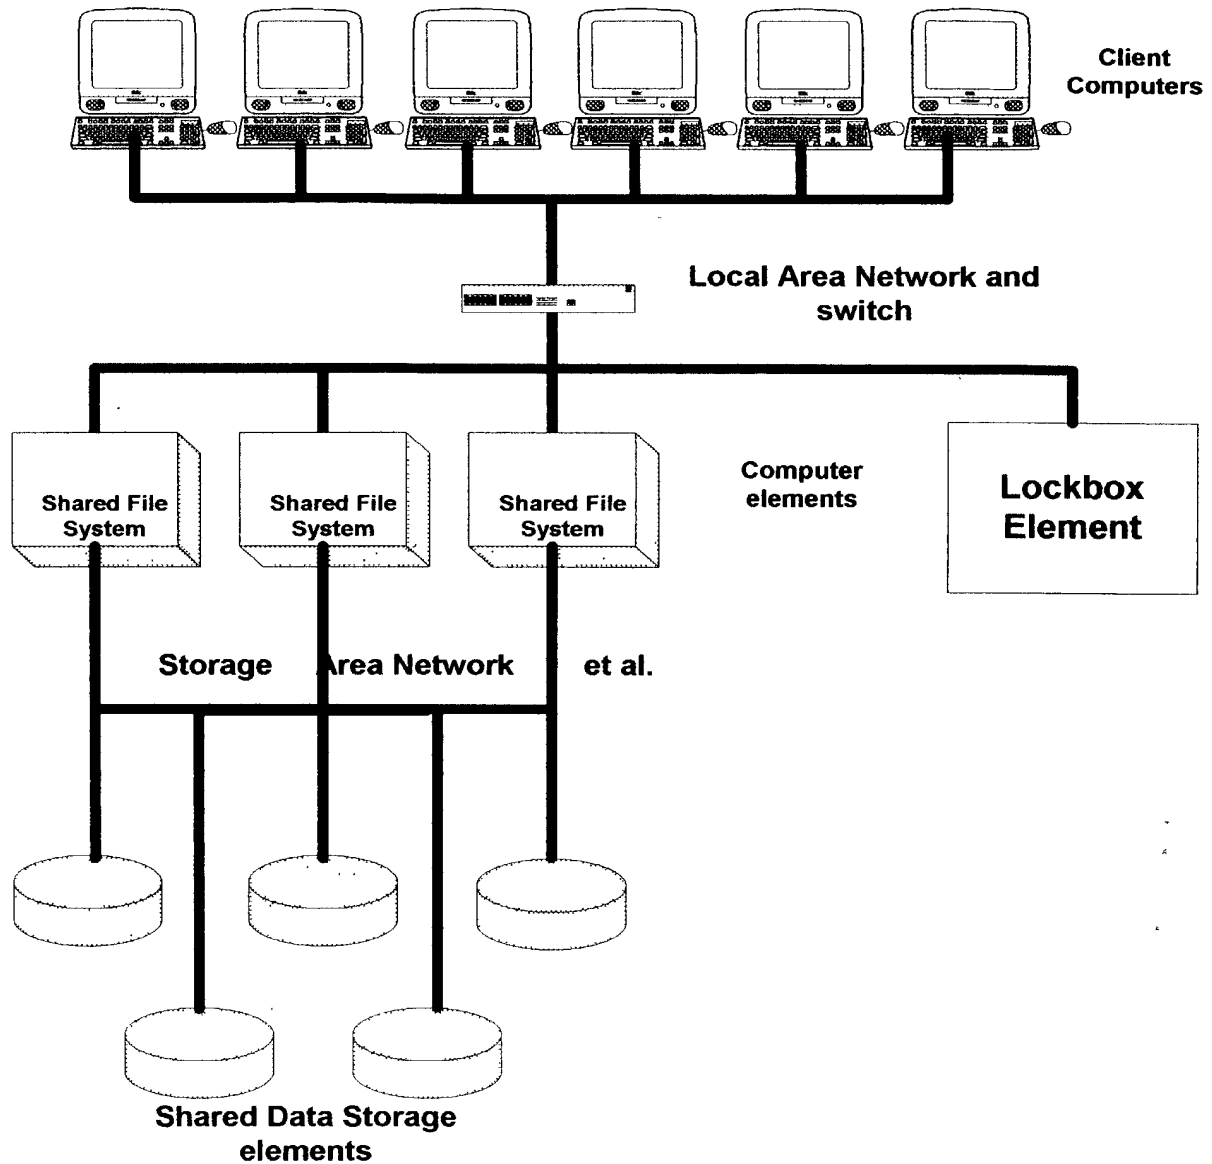 Client
Computers
Local Area Network and
switch
Shared File
System
Shared File
System
Shared File
System
Computer
elements
Lockbox
Element
Storage Area Network et al.
Shared Data Storage
elements